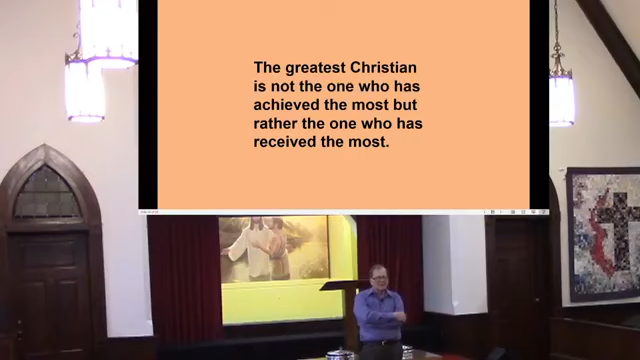 The greatest Christian
is not the one who has
achieved the most but
rather the one who has
received the most.